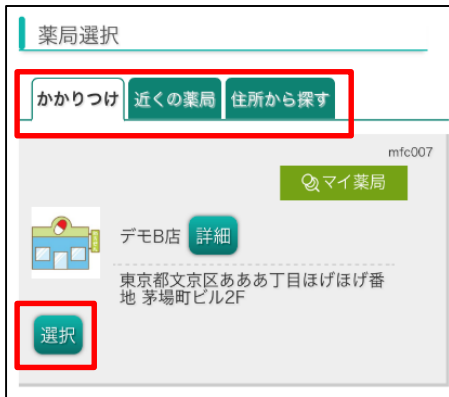 薬局選択
かかりつけ 近くの薬局 住所から探す
mfc007
マイ薬局
デモB店 詳細
東京都文京区あああ丁目ほげほげ番
地 茅場町ビル2F
選択